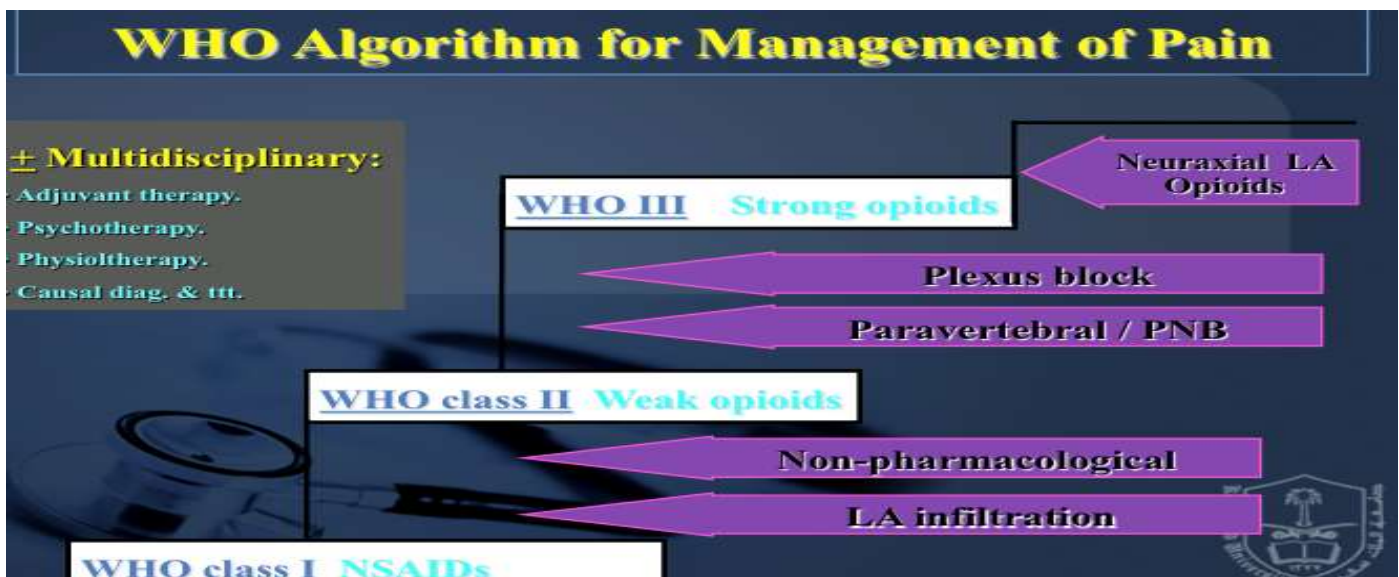 WHO Algorithm for Management of Pain
± Multidisciplinary:
- Adjuvant therapy.
- Psychotherapy.
- Physioltherapy.
- Causal diag. & ttt.
Neuraxial LA
Opioids
WHO III Strong opioids
Plexus block
Paravertebral / PNB
WHO class II Weak opioids
Non-pharmacological
LA infiltration
WHO class I NSAIDs